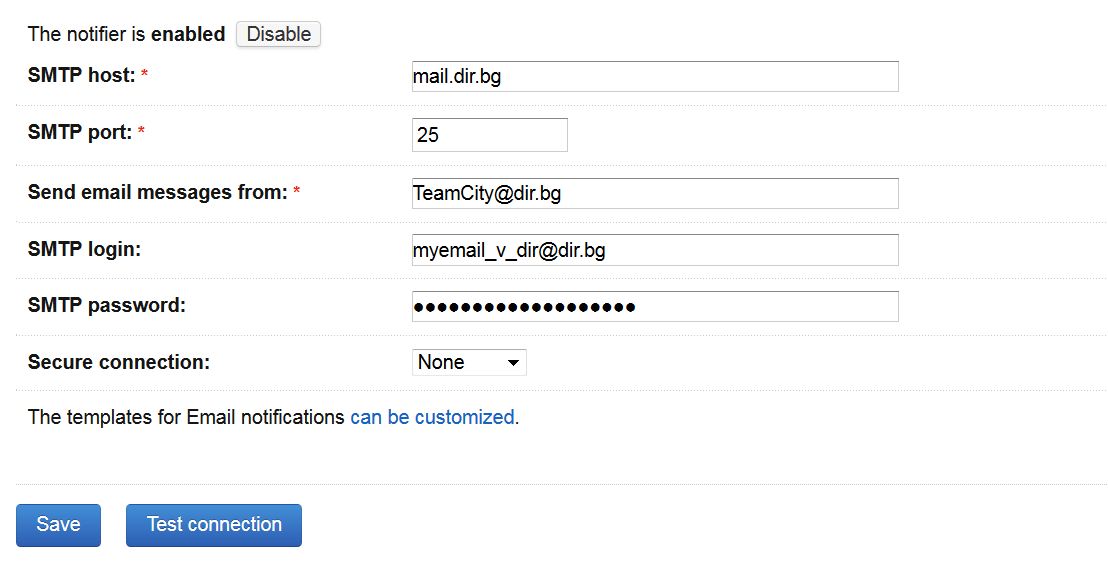 The notifier is enabled Disable
SMTP host: * mail.dir.bg
SMTP port: * 25
Send email messages from: * TeamCity@dir.bg
SMTP login: myemail_v_dir@dir.bg
SMTP password: ●●●●●●●●●●●●●●●●●●●
Secure connection: None
The templates for Email notifications can be customized.
Save Test connection